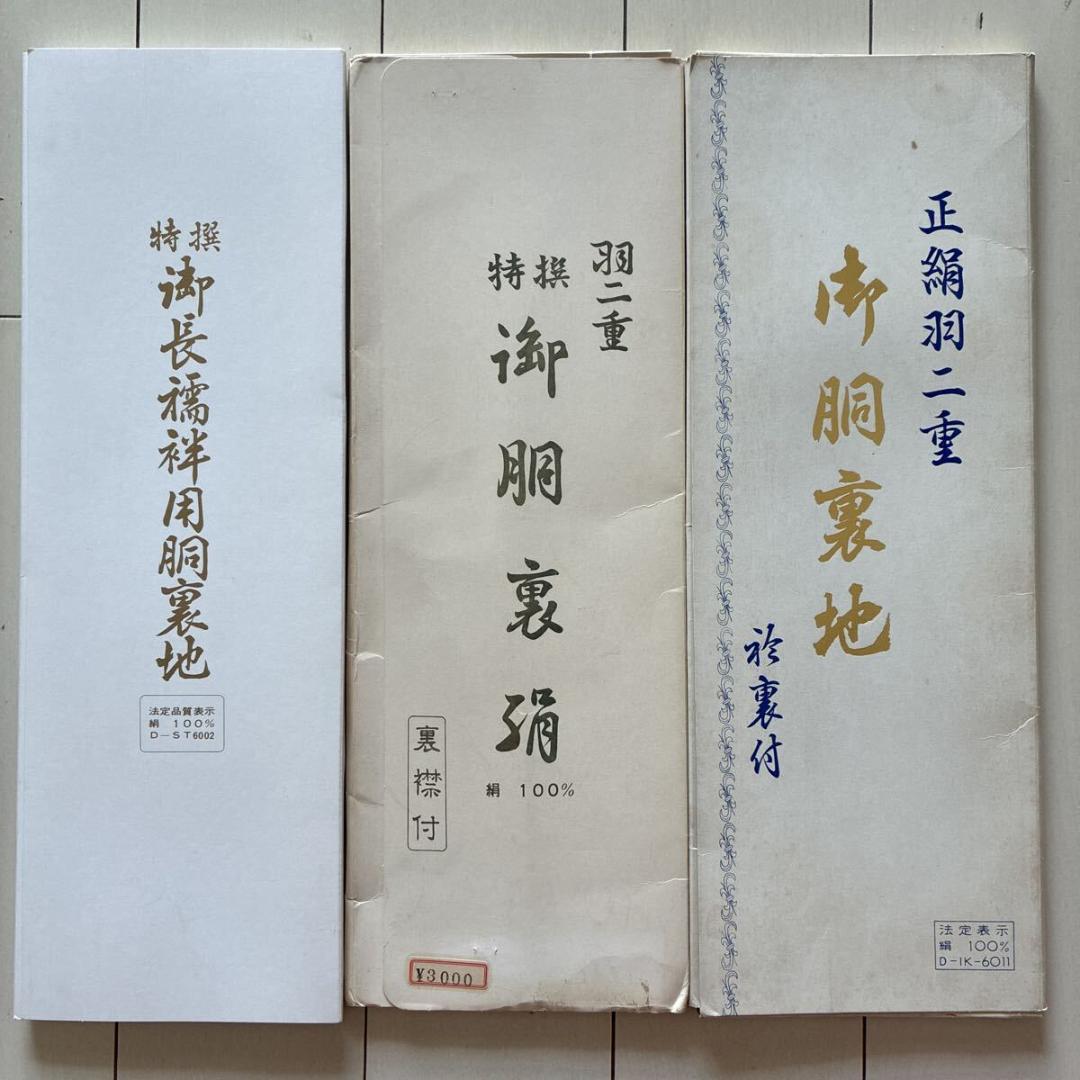 特撰
御長襦袢用胴裏地
法定品質表示
絹 100%
D-ST6002
羽二重
特撰
御胴裏絹
絹 100%
裏襟付
¥3000
正絹羽二重
御胴裏地
衿裏付
法定表示
絹 100%
D-IK-6011